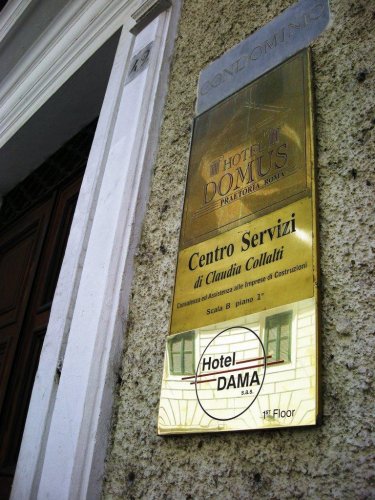 CONDOMINIO
HOTEL
DOMUS
PRAETORIA ROMA
Centro Servizi
di Claudia Collalti
Consulenza ed Assistenza alle Imprese di Costruzioni
Scala B piano 1°
Hotel
DAMA
s.a.s.
1ST Floor